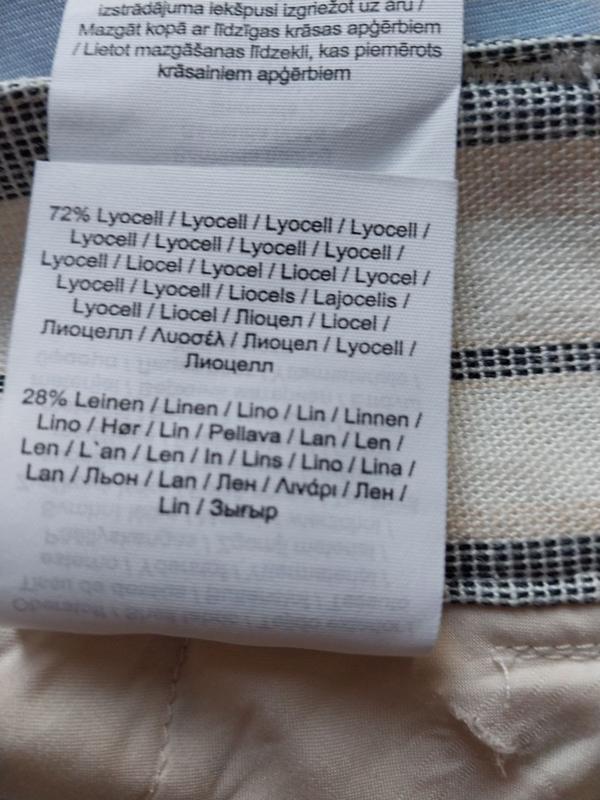 izstrādājuma iekšpusi izgriežot uz āru /
Mazgāt kopā ar līdzīgas krāsas apģērbiem
/ Lietot mazgāšanas līdzekli, kas piemērots
krāsainiem apģērbiem
72% Lyocell / Lyocell / Lyocell / Lyocell /
Lyocell / Lyocell / Lyocell / Lyocell /
Lyocell / Liocel / Lyocel / Liocel / Lyocel /
Lyocell / Lyocell / Liocels / Lajocelis /
Lyocell / Liocel / Ліоцел / Liocel /
Лиоцелл / Λυοσέλ / Лиоцел / Lyocell /
Лиоцелл
28% Leinen / Linen / Lino / Lin / Linnen /
Lino / Hør / Lin / Pellava / Lan / Len /
Len / L`an / Len / In / Lins / Lino / Lina /
Lan / Льон / Lan / Лен / Λινάρι / Лен /
Lin / Зығыр